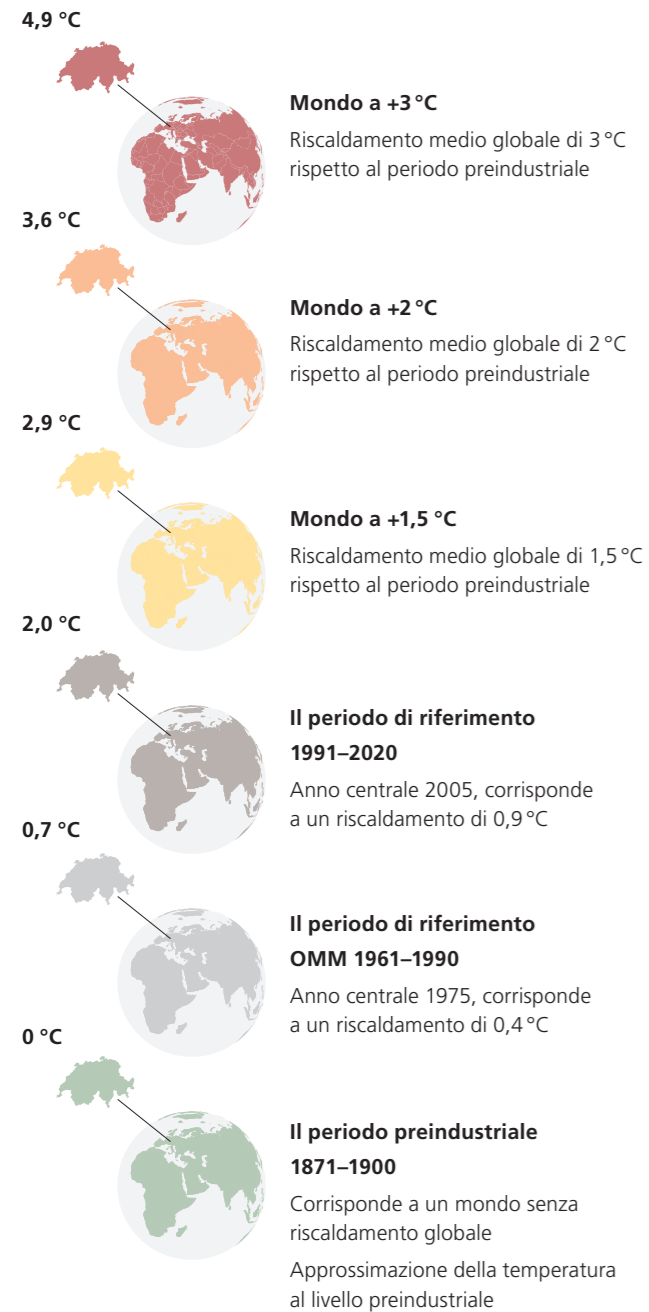 4,9 °C
Mondo a +3 °C
Riscaldamento medio globale di 3 °C
rispetto al periodo preindustriale
3,6 °C
Mondo a +2 °C
Riscaldamento medio globale di 2 °C
rispetto al periodo preindustriale
2,9 °C
Mondo a +1,5 °C
Riscaldamento medio globale di 1,5 °C
rispetto al periodo preindustriale
2,0 °C
Il periodo di riferimento
1991–2020
Anno centrale 2005, corrisponde
a un riscaldamento di 0,9 °C
0,7 °C
Il periodo di riferimento
OMM 1961–1990
Anno centrale 1975, corrisponde
a un riscaldamento di 0,4 °C
0 °C
Il periodo preindustriale
1871–1900
Corrisponde a un mondo senza
riscaldamento globale
Approssimazione della temperatura
al livello preindustriale